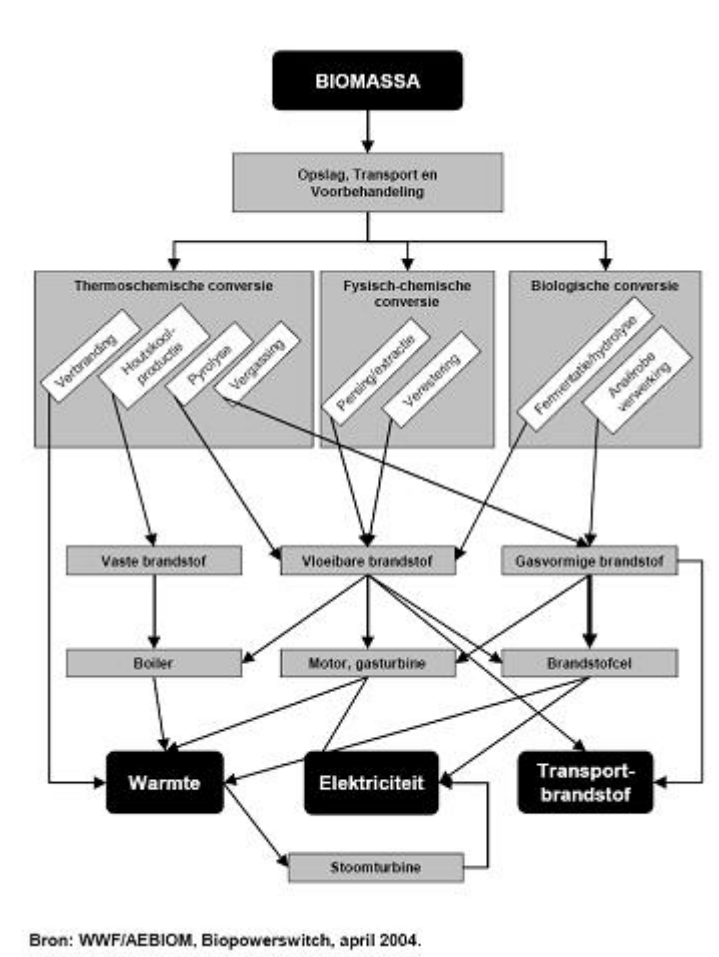 BIOMASSA
Opslag, Transport en
Voorbehandeling
Thermoschemische conversie
Verbranding
Houtskool-
productie
Pyrolyse
Vergassing
Fysisch-chemische
conversie
Persing/extractie
Verestering
Biologische conversie
Fermentatie/hydrolyse
Anaërobe
verwerking
Vaste brandstof
Vloeibare brandstof
Gasvormige brandstof
Boiler
Motor, gasturbine
Brandstofcel
Warmte
Elektriciteit
Transport-
brandstof
Stoomturbine
Bron: WWF/AEBIOM, Biopowerswitch, april 2004.